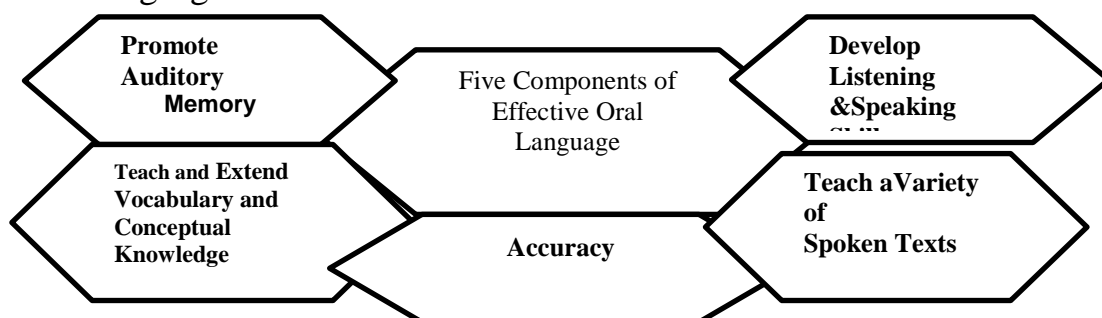 Promote
Auditory
Memory
Five Components of
Effective Oral
Language
Develop
Listening
&Speaking
Teach and Extend
Vocabulary and
Conceptual
Knowledge
Accuracy
Teach aVariety
of
Spoken Texts